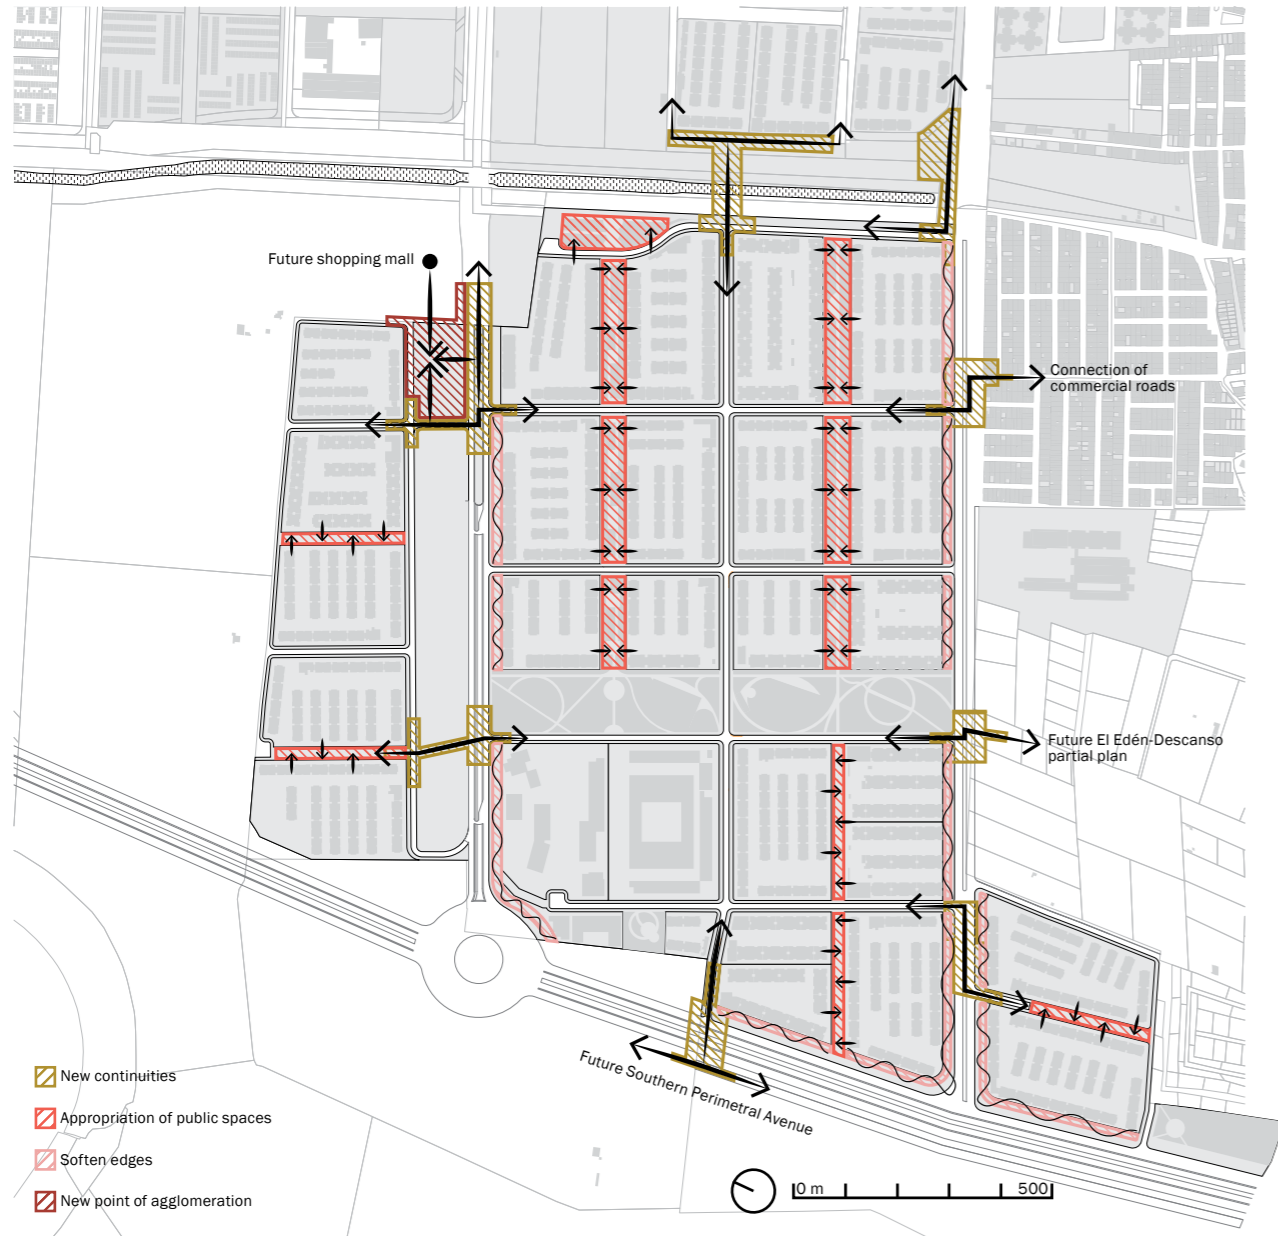 Future shopping mall
Connection of
commercial roads
Future El Edén-Descanso
partial plan
Future Southern Perimetral Avenue
New continuities
Appropriation of public spaces
Soften edges
New point of agglomeration
0 m 500